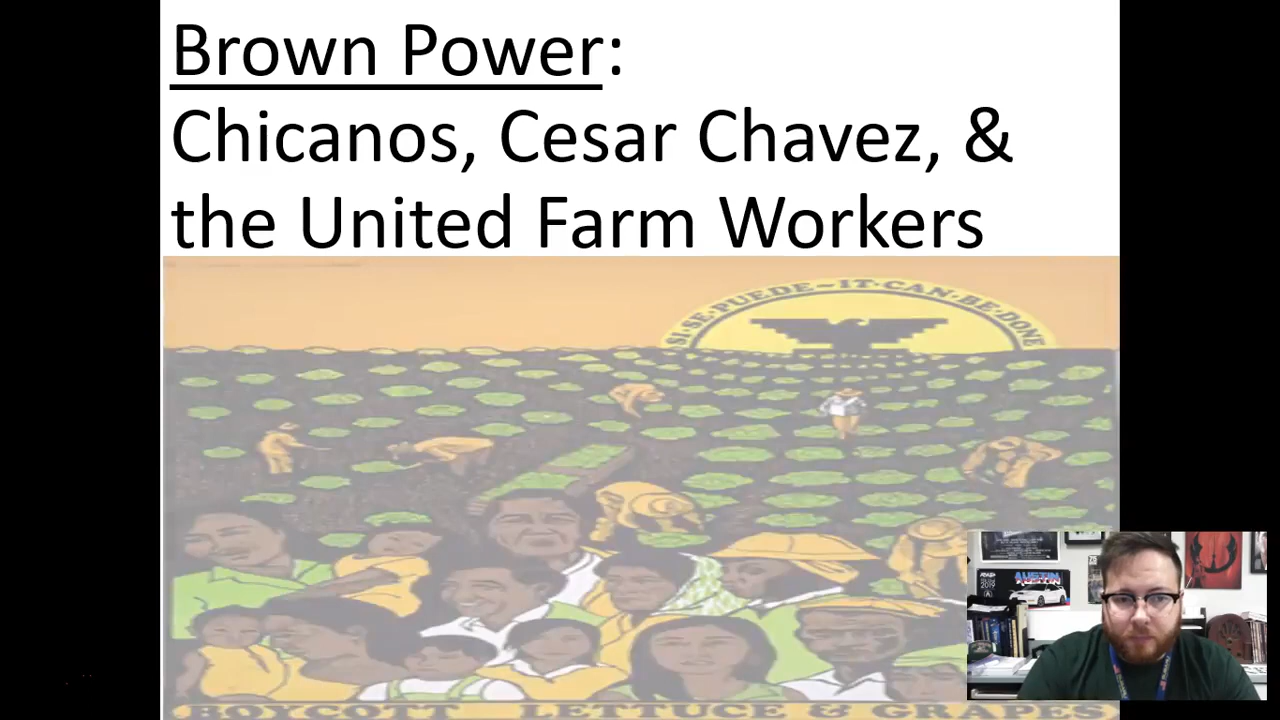 Brown Power:
Chicanos, Cesar Chavez, &
the United Farm Workers
SI·SE·PUEDE~IT·CAN·BE·DONE
BOYCOTT LETTUCE & GRAPES
AUSTIN